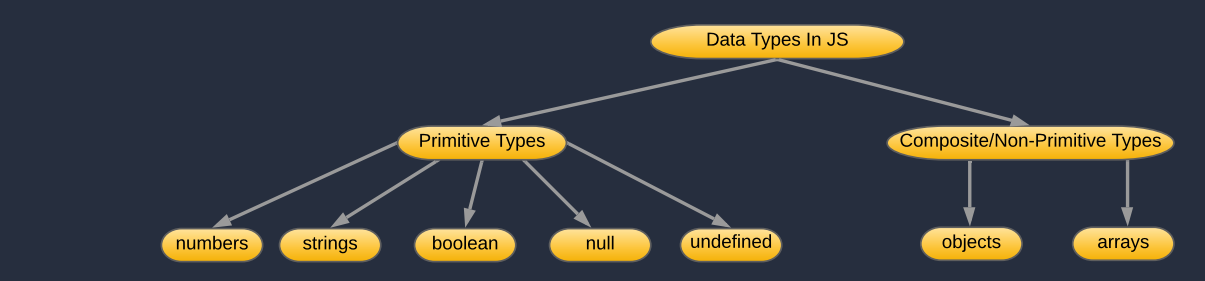 Data Types In JS
Primitive Types
Composite/Non-Primitive Types
numbers
strings
boolean
null
undefined
objects
arrays